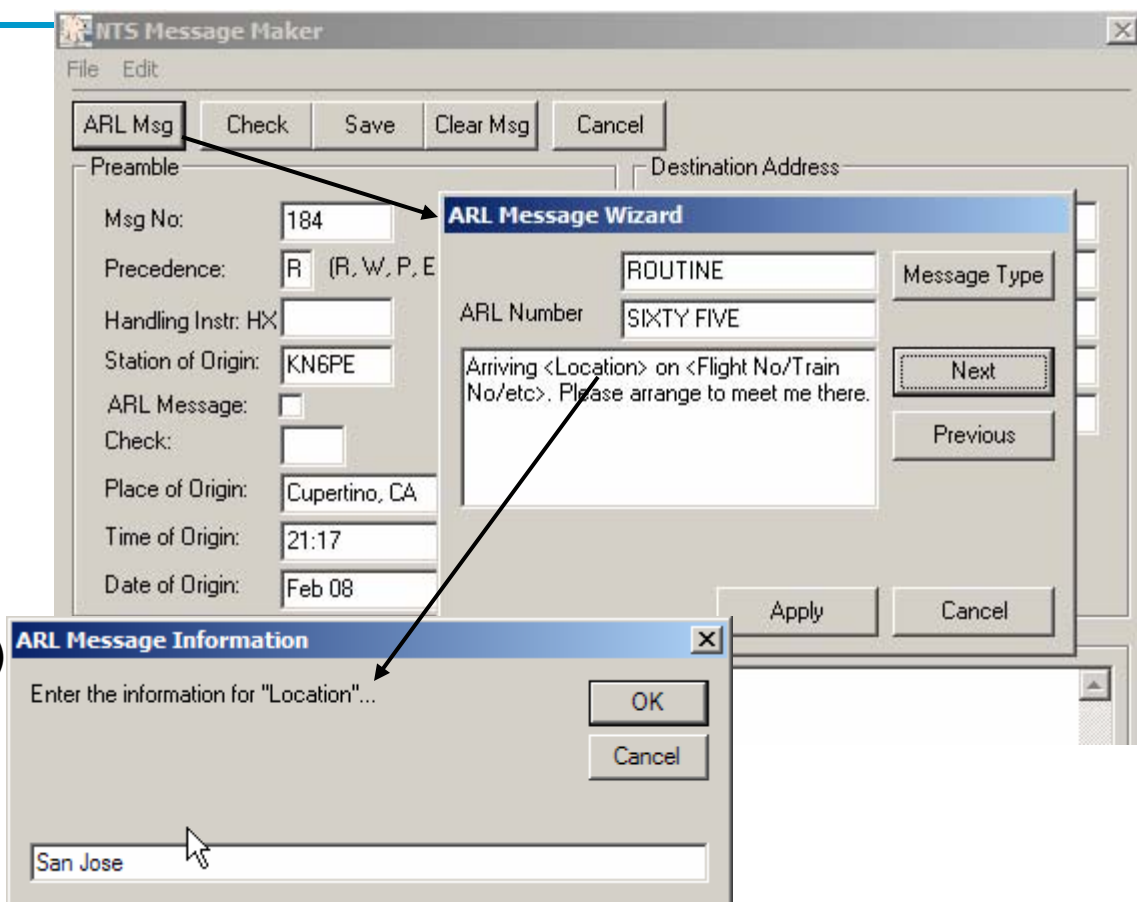 NTS Message Maker
File Edit
ARL Msg Check Save Clear Msg Cancel
Preamble
Destination Address
Msg No: 184
Precedence: R (R, W, P, E
Handling Instr: HX
Station of Origin: KN6PE
ARL Message:
Check:
Place of Origin: Cupertino, CA
Time of Origin: 21:17
Date of Origin: Feb 08
ARL Message Wizard
ROUTINE
Message Type
ARL Number SIXTY FIVE
Arriving <Location> on <Flight No/Train
No/etc>. Please arrange to meet me there.
Next
Previous
Apply Cancel
)
ARL Message Information
Enter the information for "Location"...
OK
Cancel
San Jose